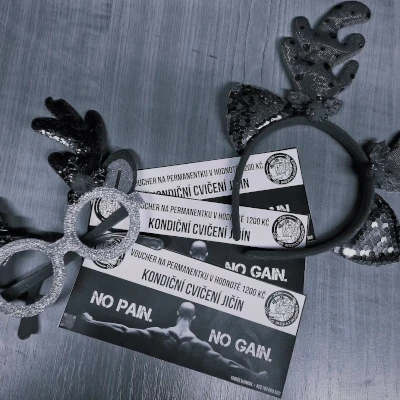 VOUCHER NA PERMANENTKU V HODNOTĚ 1200 KČ
KONDIČNÍ CVIČENÍ JIČÍN
VOUCHER NA PERMANENTKU V HODNOTĚ 1200 KČ
KONDIČNÍ CVIČENÍ JIČÍN
NO GAIN.
VOUCHER NA PERMANENTKU V HODNOTĚ 1200 KČ
KONDIČNÍ CVIČENÍ JIČÍN
NO PAIN.
NO GAIN.